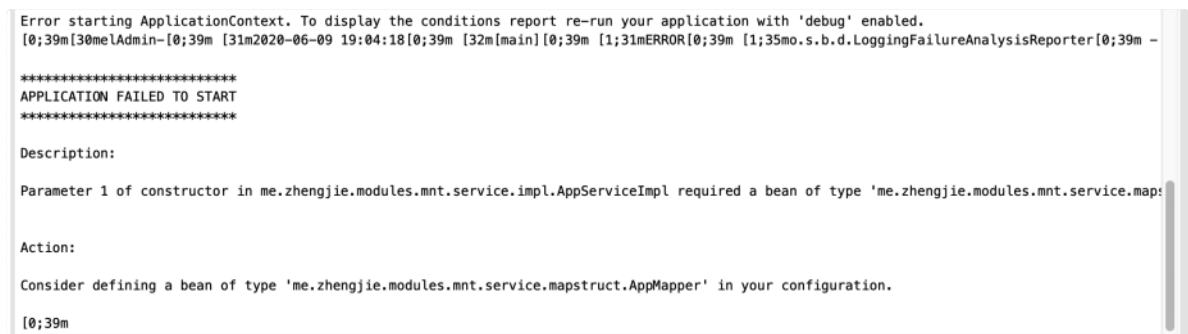 Error starting ApplicationContext. To display the conditions report re-run your application with 'debug' enabled.
[0;39m[30melAdmin-[0;39m [31m2020-06-09 19:04:18[0;39m [32m[main][0;39m [1;31mERROR[0;39m [1;35mo.s.b.d.LoggingFailureAnalysisReporter[0;39m -
***************************
APPLICATION FAILED TO START
***************************
Description:
Parameter 1 of constructor in me.zhengjie.modules.mnt.service.impl.AppServiceImpl required a bean of type 'me.zhengjie.modules.mnt.service.maps
Action:
Consider defining a bean of type 'me.zhengjie.modules.mnt.service.mapstruct.AppMapper' in your configuration.
[0;39m